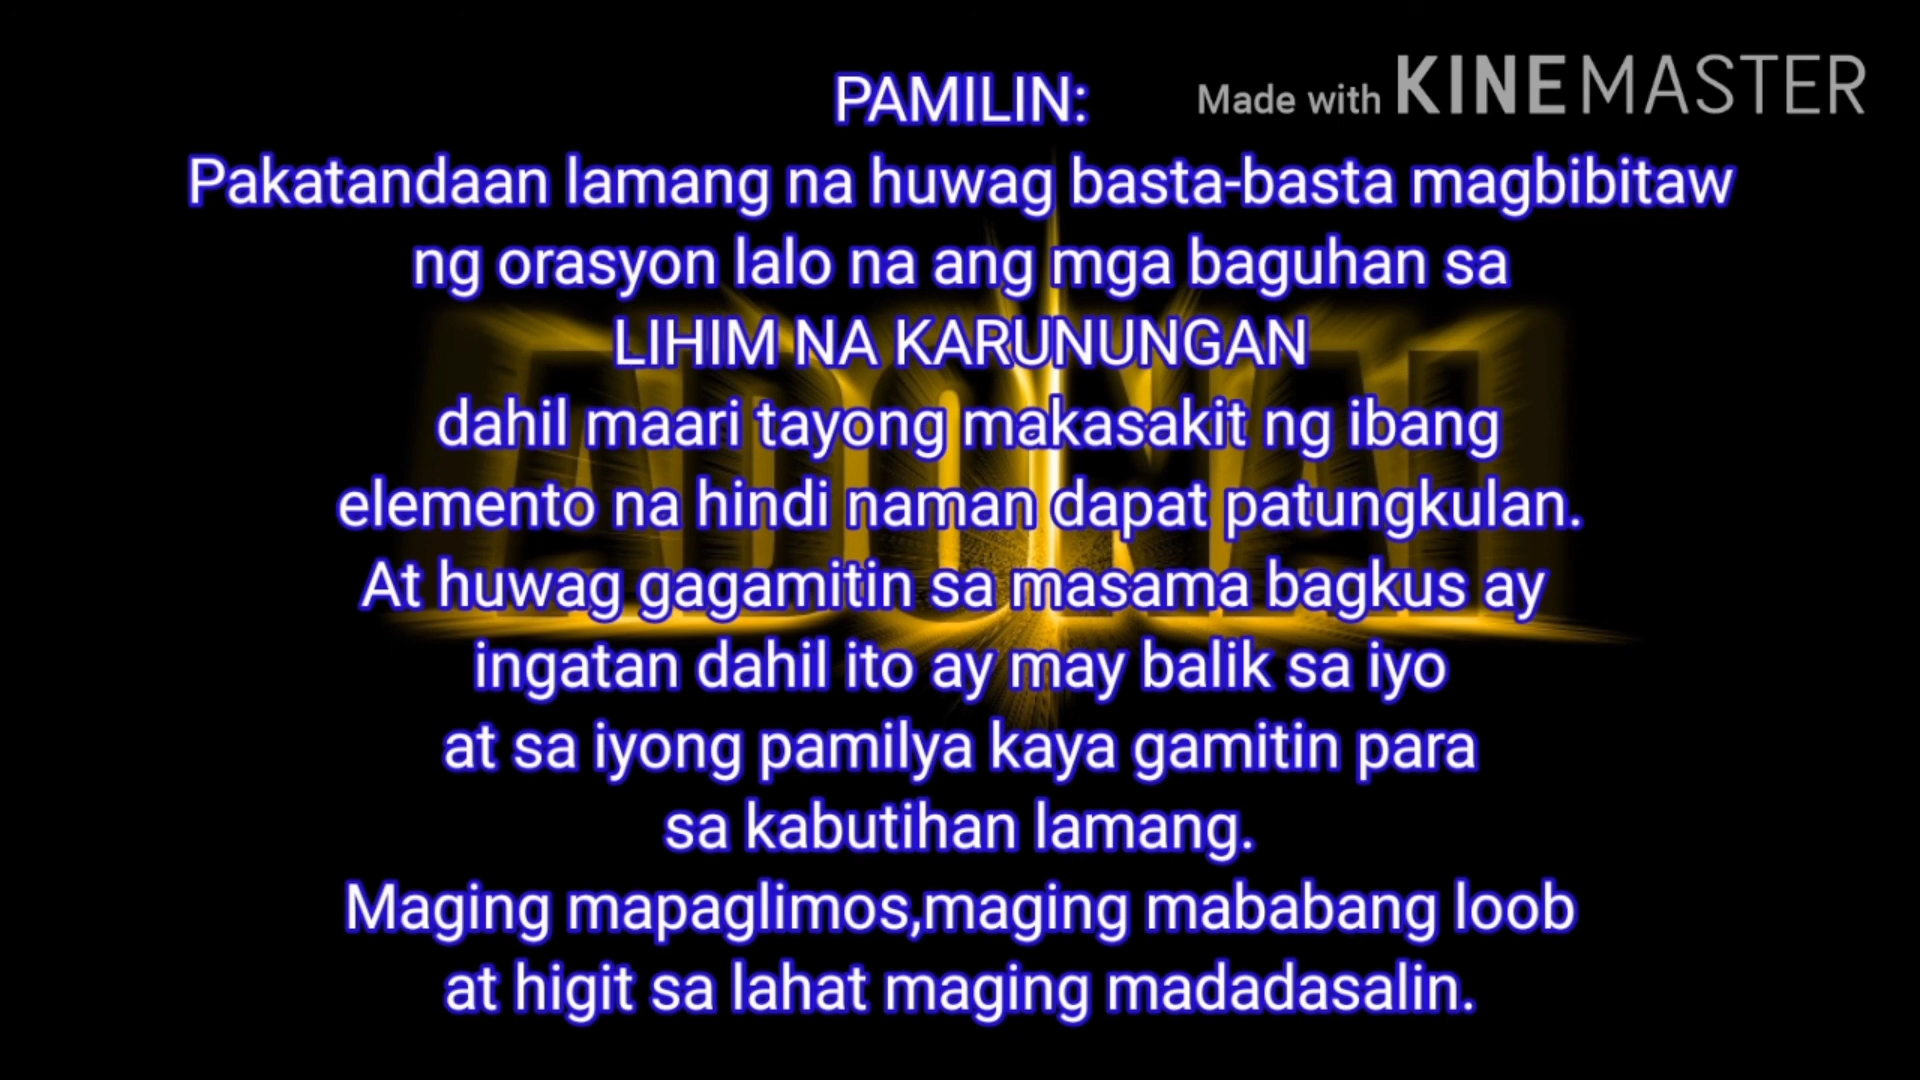 PAMILIN:
Made with KINEMASTER
Pakatandaan lamang na huwag basta-basta magbibitaw
ng orasyon lalo na ang mga baguhan sa
LIHIM NA KARUNUNGAN
dahil maari tayong makasakit ng ibang
elemento na hindi naman dapat patungkulan.
At huwag gagamitin sa masama bagkus ay
ingatan dahil ito ay may balik sa iyo
at sa iyong pamilya kaya gamitin para
sa kabutihan lamang.
Maging mapaglimos,maging mababang loob
at higit sa lahat maging madadasalin.
ADONAI